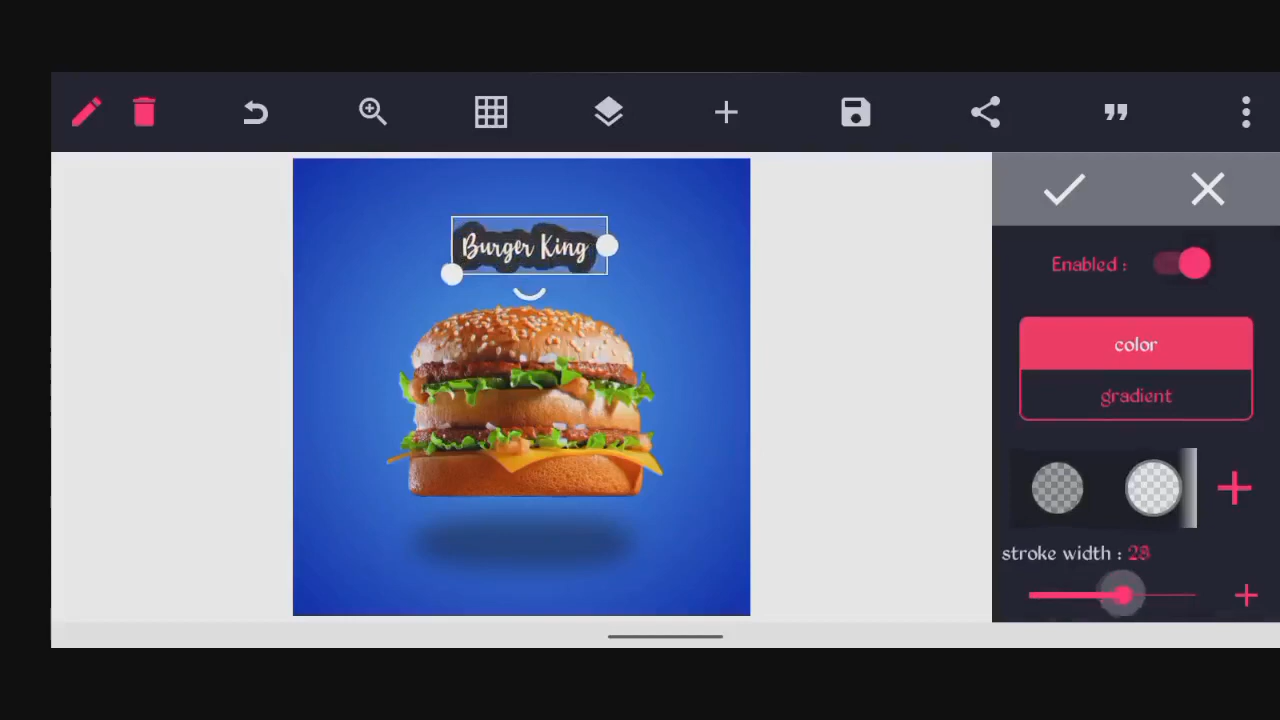 Burger King
Enabled :
color
gradient
stroke width : 28